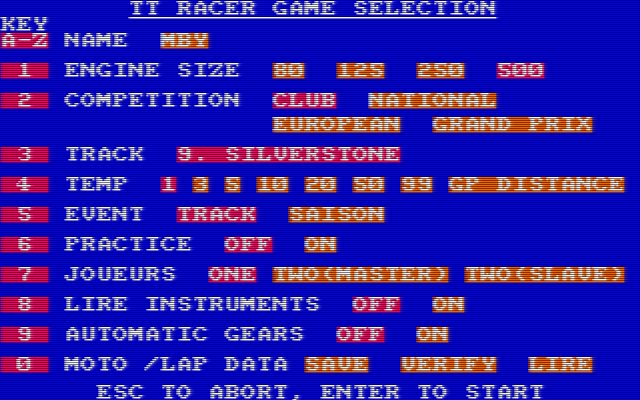 TT RACER GAME SELECTION
KEY
A-Z NAME MBY
1 ENGINE SIZE 80 125 250 500
2 COMPETITION CLUB NATIONAL
EUROPEAN GRAND PRIX
3 TRACK 9. SILVERSTONE
4 TEMP 1 3 5 10 20 50 99 GP DISTANCE
5 EVENT TRACK SAISON
6 PRACTICE OFF ON
7 JOUEURS ONE TWO(MASTER) TWO(SLAVE)
8 LIRE INSTRUMENTS OFF ON
9 AUTOMATIC GEARS OFF ON
0 MOTO /LAP DATA SAVE VERIFY LIRE
ESC TO ABORT, ENTER TO START